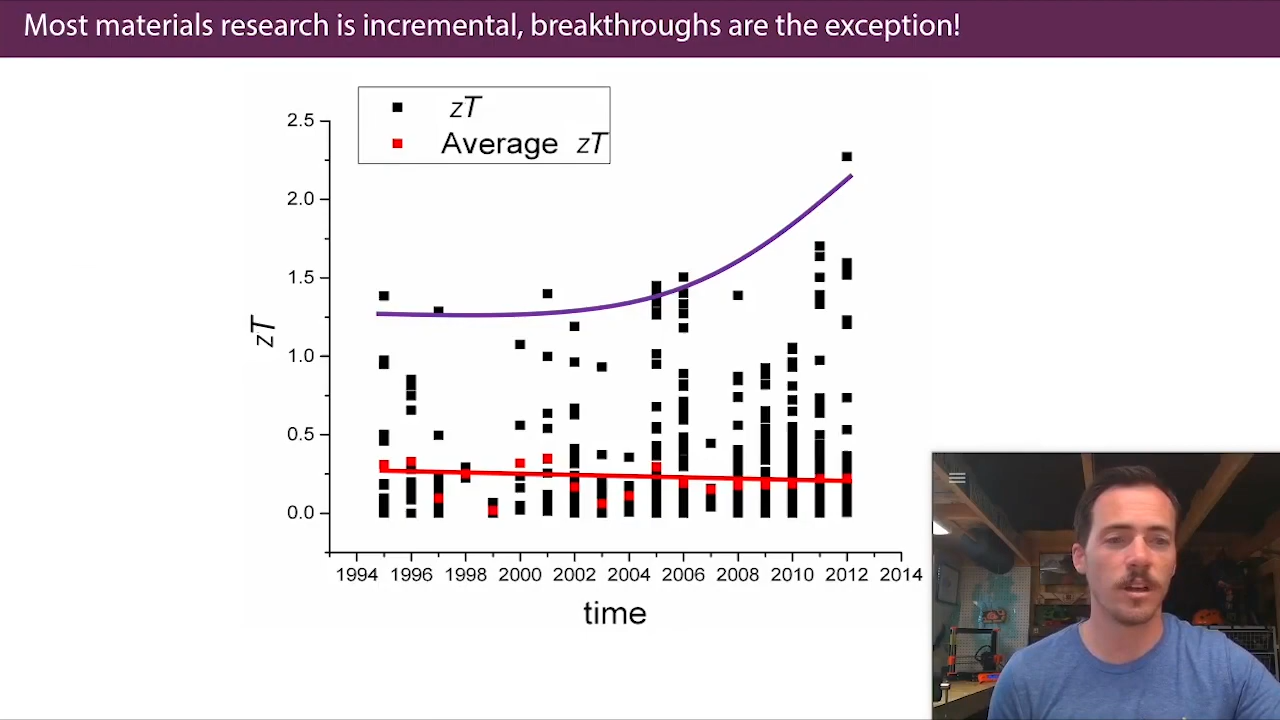 Most materials research is incremental, breakthroughs are the exception!
zT
Average zT
2.5
2.0
1.5
1.0
0.5
0.0
zT
1994 1996 1998 2000 2002 2004 2006 2008 2010 2012 2014
time